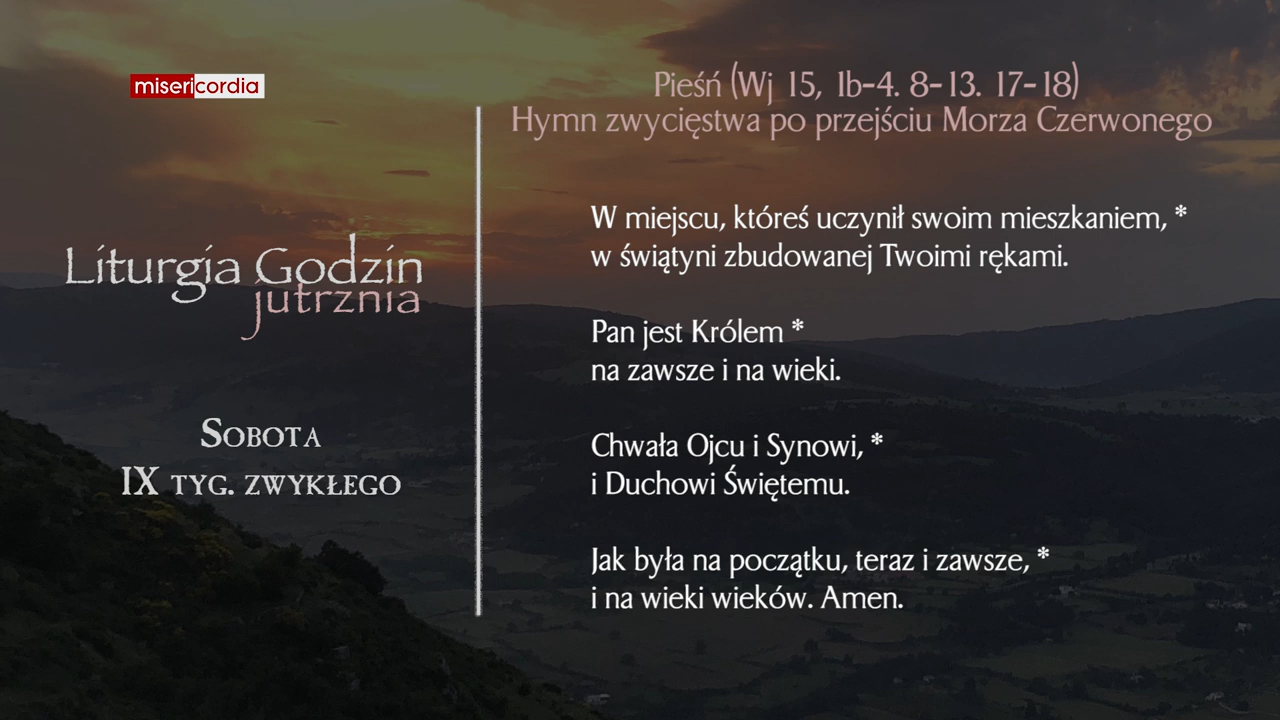 misericordia
Liturgia Godzin
jutrznia
Sobota
IX tyg. zwykłego
Pieśń (Wj 15, 1b-4. 8-13. 17-18)
Hymn zwycięstwa po przejściu Morza Czerwonego
W miejscu, któreś uczynił swoim mieszkaniem, *
w świątyni zbudowanej Twoimi rękami.
Pan jest Królem *
na zawsze i na wieki.
Chwała Ojcu i Synowi, *
i Duchowi Świętemu.
Jak była na początku, teraz i zawsze, *
i na wieki wieków. Amen.